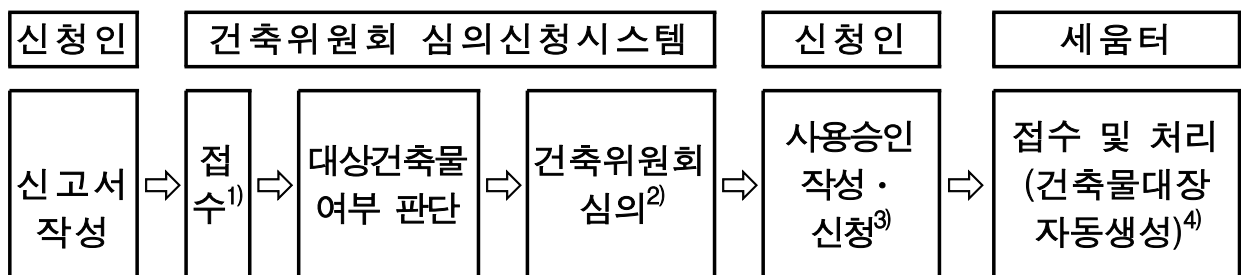 신청인
건축위원회 심의신청시스템
신청인
세움터
신고서
작성
⇨
접
수1)
⇨
대상건축물
여부 판단
⇨
건축위원회
심의2)
⇨
사용승인
작성·
신청3)
⇨
접수 및 처리
(건축물대장
자동생성)4)